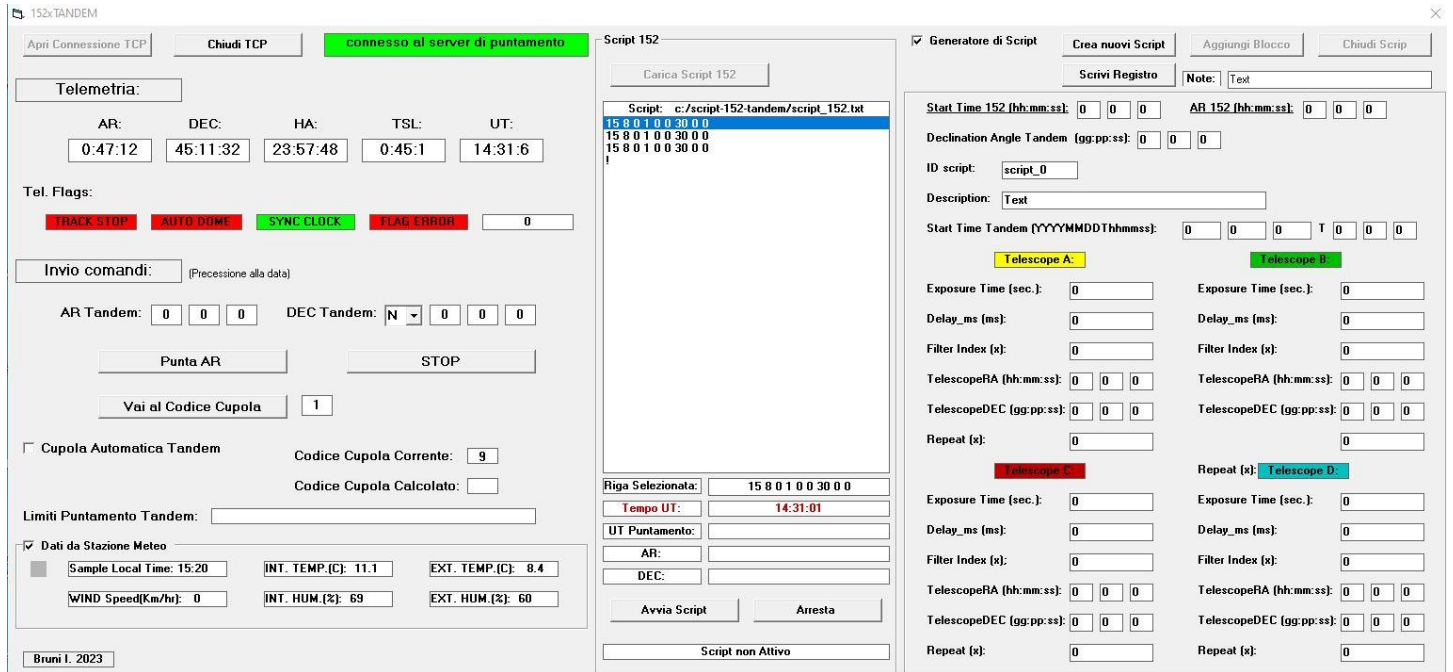 152xTANDEM
Apri Connessione TCP
Chiudi TCP
connesso al server di puntamento
Telemetria:
AR: DEC: HA: TSL: UT:
0:47:12 45:11:32 23:57:48 0:45:1 14:31:6
Tel. Flags:
TRACK STOP AUTO DOME SYNC CLOCK FLAG ERROR 0
Invio comandi: (Precessione alla data)
AR Tandem: 0 0 0 DEC Tandem: N 0 0 0
Punta AR STOP
Vai al Codice Cupola 1
Cupola Automatica Tandem
Codice Cupola Corrente: 9
Codice Cupola Calcolato:
Limiti Puntamento Tandem:
Dati da Stazione Meteo
Sample Local Time: 15:20 INT. TEMP.(C): 11.1 EXT. TEMP.(C): 8.4
WIND Speed(Km/hr): 0 INT. HUM.(%): 69 EXT. HUM.(%): 60
Bruni I. 2023
Script 152
Carica Script 152
Script: c:/script-152-tandem/script_152.txt
15 8 0 1 0 0 30 0 0
15 8 0 1 0 0 30 0 0
15 8 0 1 0 0 30 0 0
!
Riga Selezionata: 15 8 0 1 0 0 30 0 0
Tempo UT: 14:31:01
UT Puntamento:
AR:
DEC:
Avvia Script Arresta
Script non Attivo
Generatore di Script Crea nuovi Script Aggiungi Blocco Chiudi Scrip
Scrivi Registro Note: Text
Start Time 152 (hh:mm:ss): 0 0 0 AR 152 (hh:mm:ss): 0 0 0
Declination Angle Tandem (gg:pp:ss): 0 0 0
ID script: script_0
Description: Text
Start Time Tandem (YYYYMMDDThhmmss): 0 0 0 T 0 0 0
Telescope A: Telescope B:
Exposure Time (sec.): 0 Exposure Time (sec.): 0
Delay_ms (ms): 0 Delay_ms (ms): 0
Filter Index (x): 0 Filter Index (x): 0
TelescopeRA (hh:mm:ss): 0 0 0 TelescopeRA (hh:mm:ss): 0 0 0
TelescopeDEC (gg:pp:ss): 0 0 0 TelescopeDEC (gg:pp:ss): 0 0 0
Repeat (x): 0 0
Telescope C: Repeat (x): Telescope D:
Exposure Time (sec.): 0 Exposure Time (sec.): 0
Delay_ms (ms): 0 Delay_ms (ms): 0
Filter Index (x); 0 Filter Index (x): 0
TelescopeRA (hh:mm:ss): 0 0 0 TelescopeRA (hh:mm:ss): 0 0 0
TelescopeDEC (gg:pp:ss): 0 0 0 TelescopeDEC (gg:pp:ss): 0 0 0
Repeat (x): 0 Repeat (x): 0